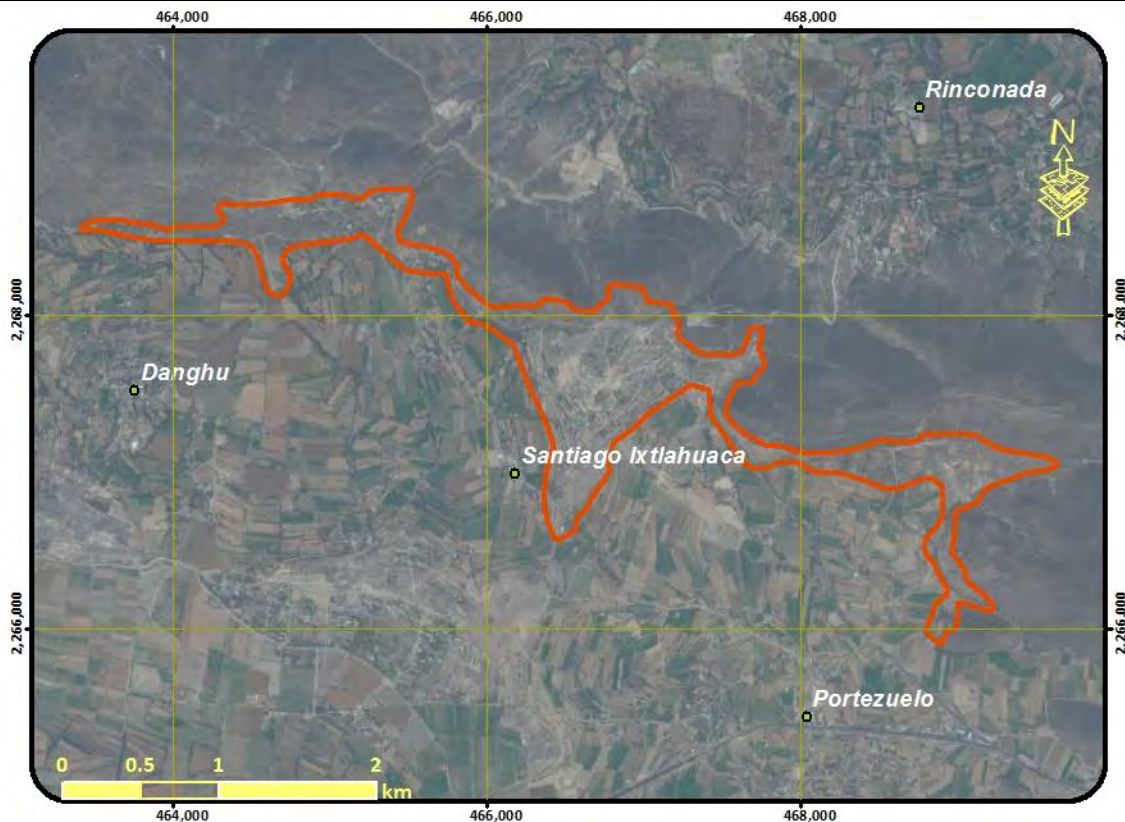 464,000 466,000 468,000
Rinconada
N
2,268,000 2,268,000
Danghu
Santiago Ixtlahuaca
2,266,000 2,266,000
Portezuelo
0 0.5 1 2
km
464,000 466,000 468,000